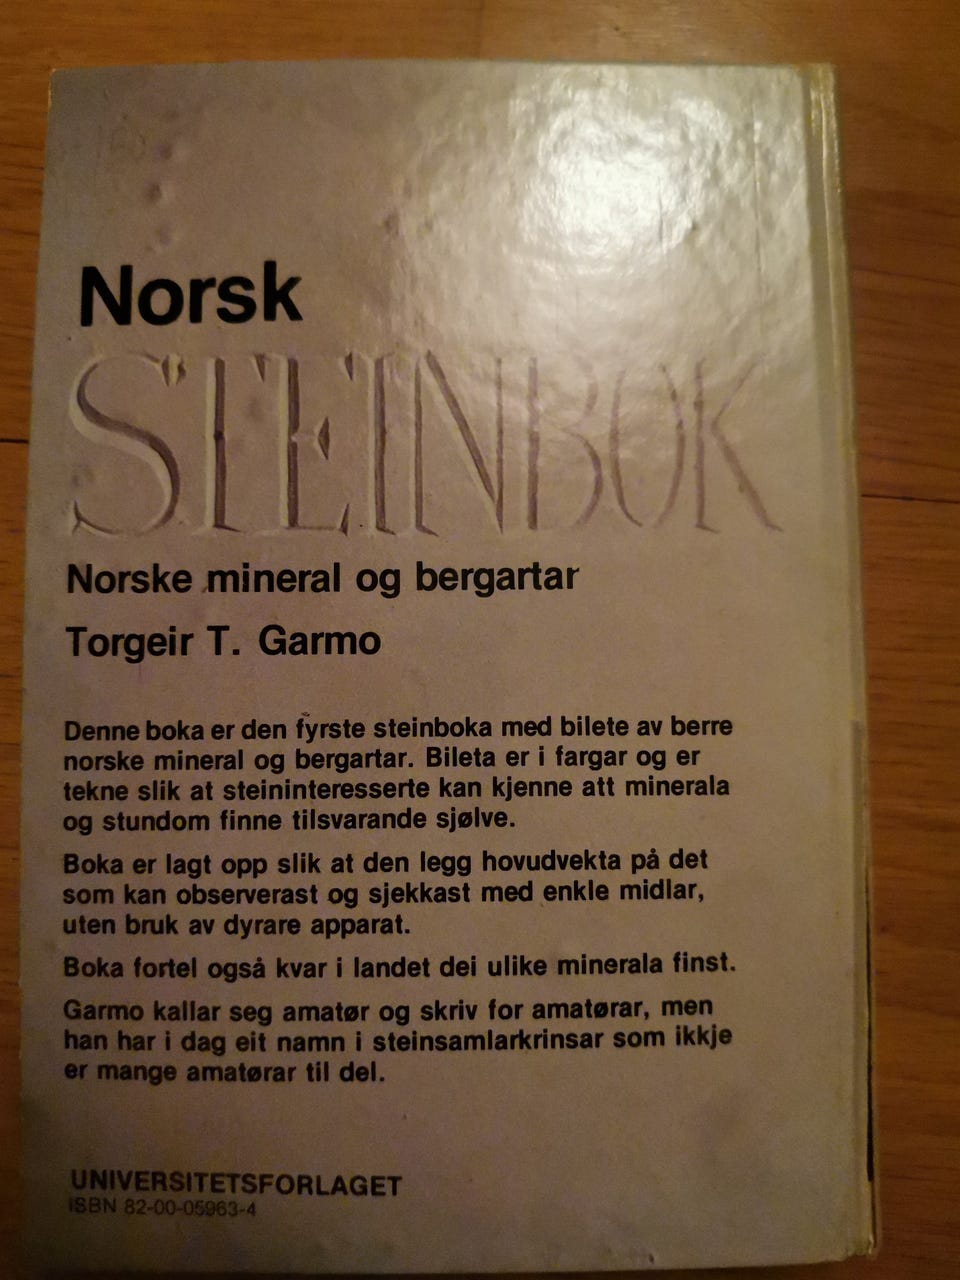 Norsk
STEINBOK
Norske mineral og bergartar
Torgeir T. Garmo
Denne boka er den fyrste steinboka med bilete av berre
norske mineral og bergartar. Bileta er i fargar og er
tekne slik at steininteresserte kan kjenne att minerala
og stundom finne tilsvarande sjølve.
Boka er lagt opp slik at den legg hovudvekta på det
som kan observerast og sjekkast med enkle midlar,
uten bruk av dyrare apparat.
Boka fortel også kvar i landet dei ulike minerala finst.
Garmo kallar seg amatør og skriv for amatørar, men
han har i dag eit namn i steinsamlarkrinsar som ikkje
er mange amatørar til del.
UNIVERSITETSFORLAGET
ISBN 82-00-05963-4